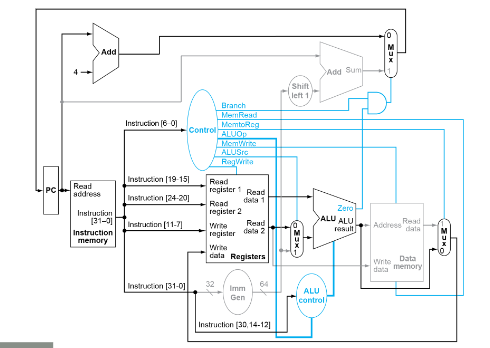 Add
4
0
M
u
x
1
Add Sum
Shift
left 1
Branch
MemRead
MemtoReg
ALUOp
MemWrite
ALUSrc
RegWrite
Control
Instruction [6–0]
PC
Read
address
Instruction
[31–0]
Instruction
memory
Instruction [19-15]
Instruction [24-20]
Instruction [11-7]
Read
register 1
Read
register 2
Write
register
Write
data
Read
data 1
Read
data 2
Registers
0
M
u
x
1
Zero
ALU
ALU
result
Address
Read
data
Write
data
Data
memory
1
M
u
x
0
Instruction [31-0]
32
Imm
Gen
64
ALU
control
Instruction [30,14-12]